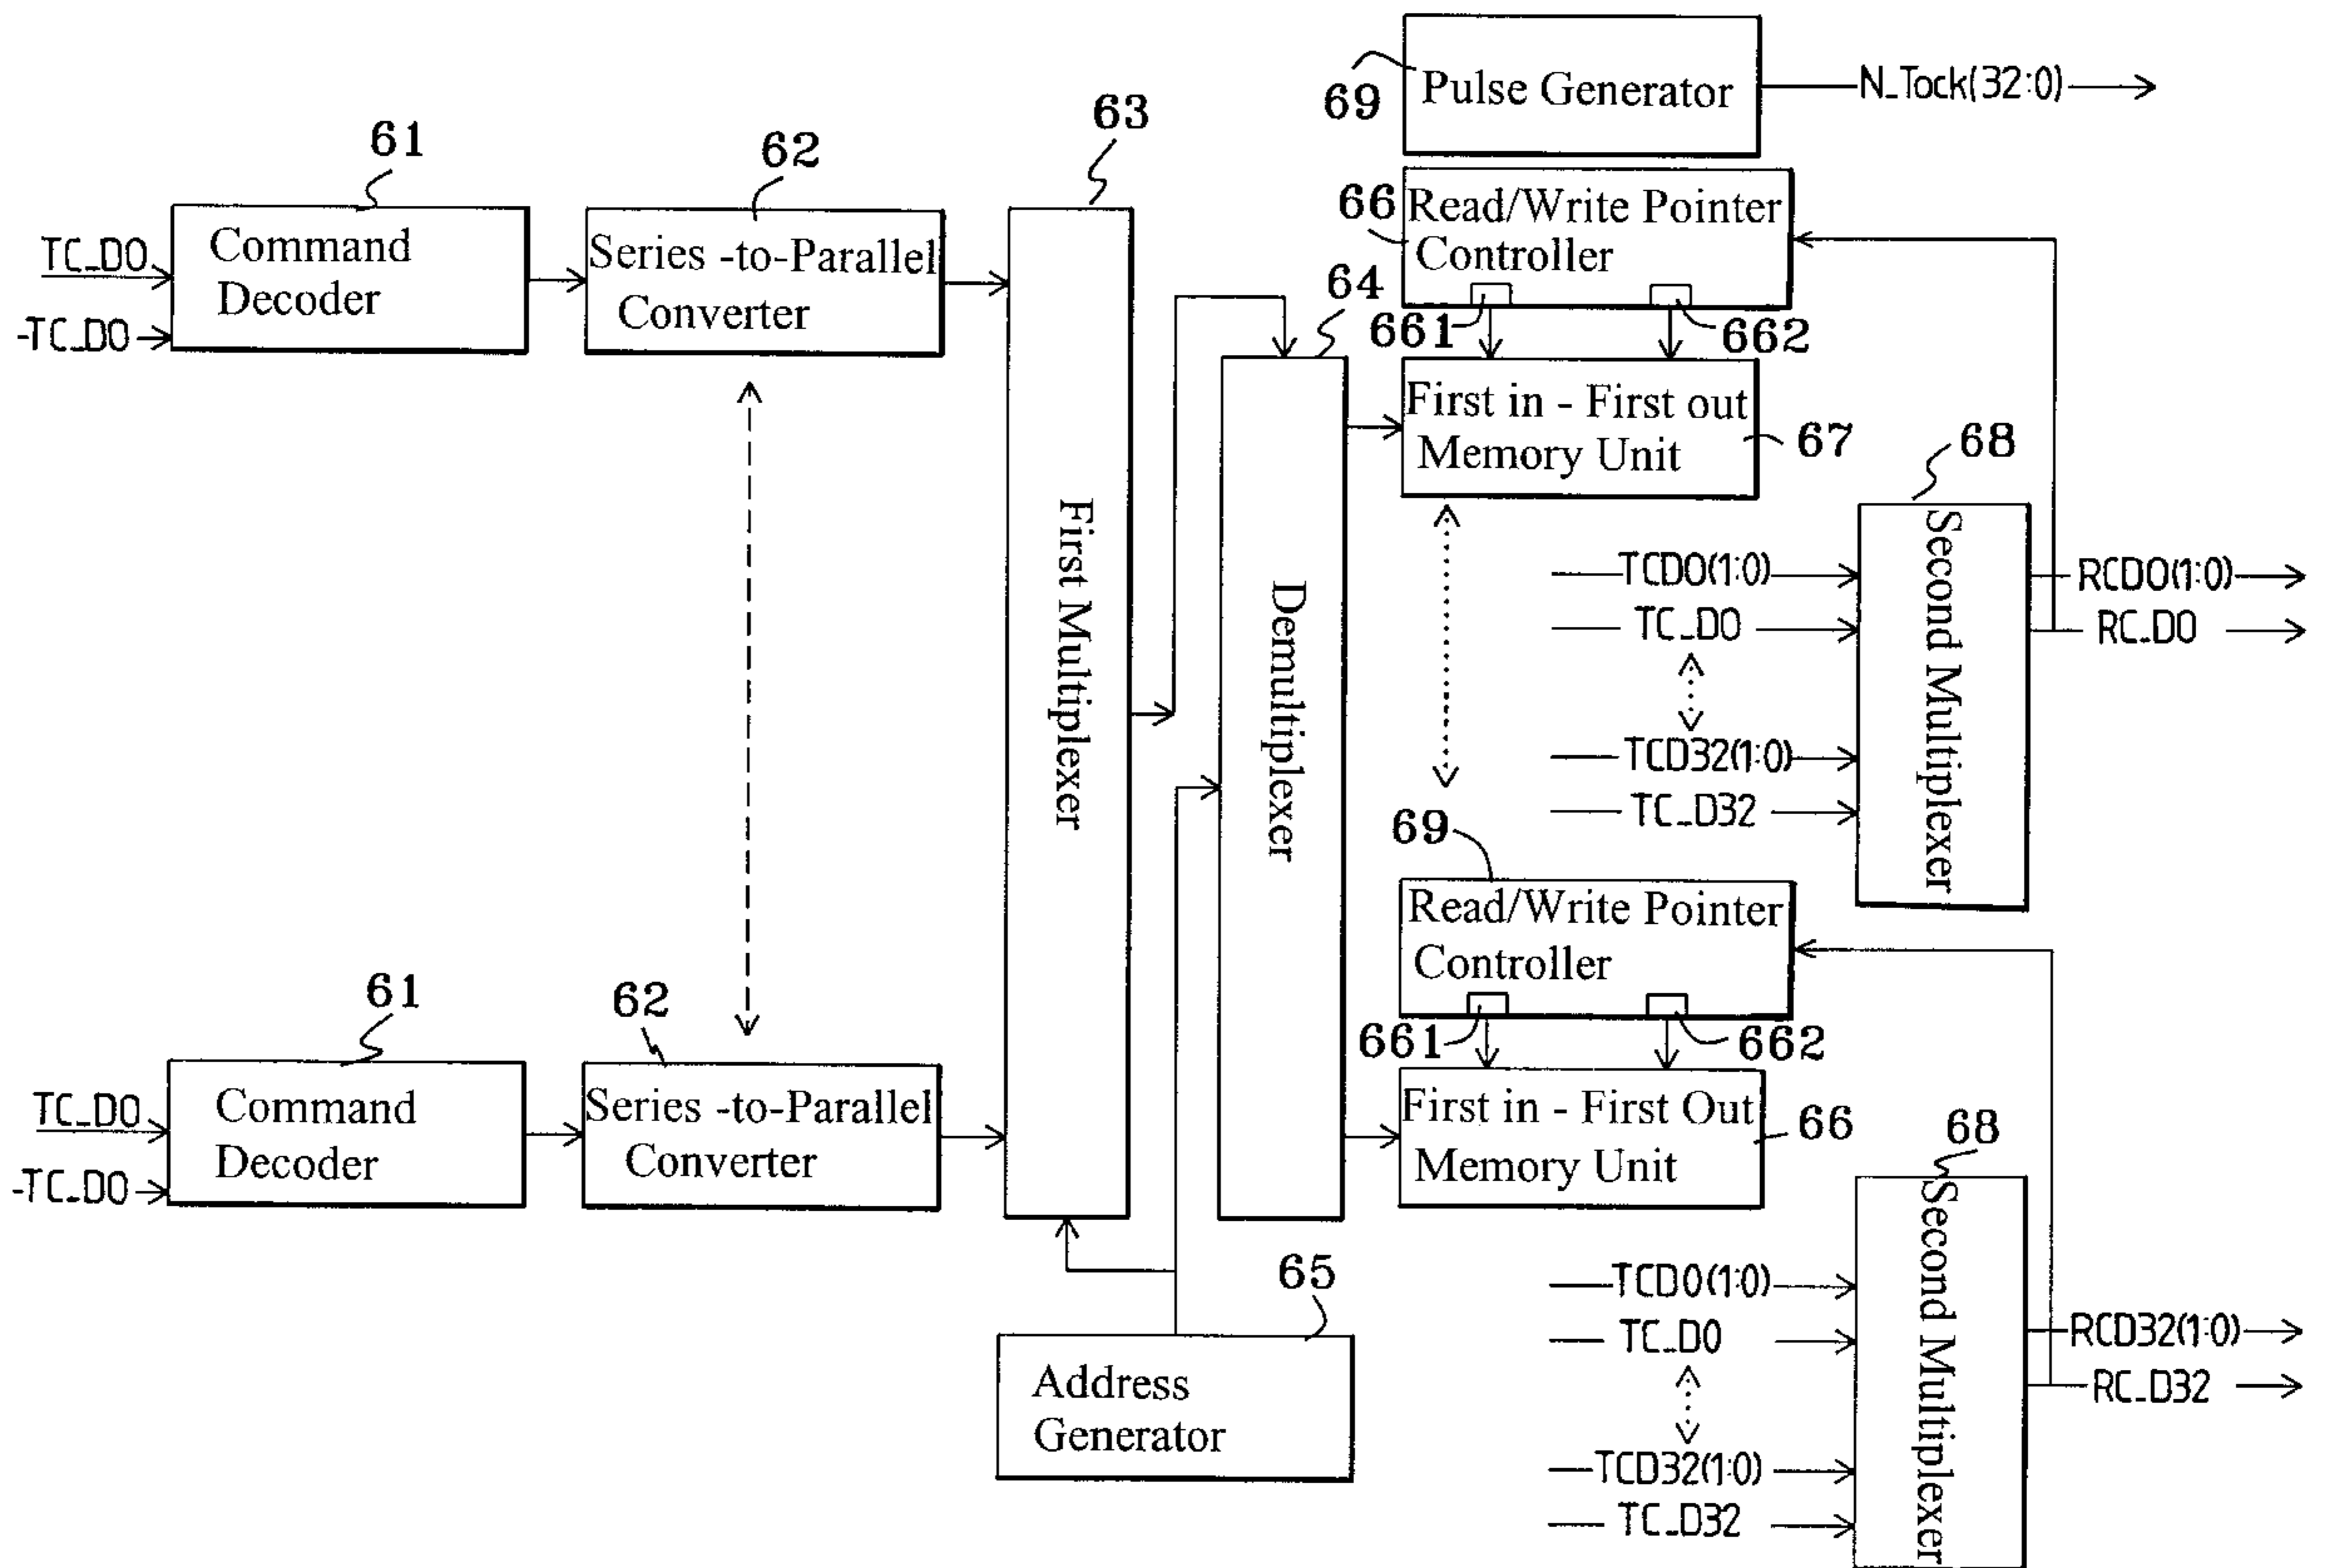 69
Pulse Generator
N_Tock(32:0)
61
62
63
TC_D0
-TC_D0
Command
Decoder
Series -to-Parallel
Converter
66
Read/Write Pointer
Controller
661
662
64
First in - First out
Memory Unit
67
First Multiplexer
Demultiplexer
68
Second Multiplexer
TCD0(1:0)
TC_D0
TCD32(1:0)
TC_D32
RCD0(1:0)
RC_D0
69
Read/Write Pointer
Controller
661
662
61
62
TC_D0
-TC_D0
Command
Decoder
Series -to-Parallel
Converter
First in - First Out
Memory Unit
66
68
Second Multiplexer
65
Address
Generator
TCD0(1:0)
TC_D0
TCD32(1:0)
TC_D32
RCD32(1:0)
RC_D32